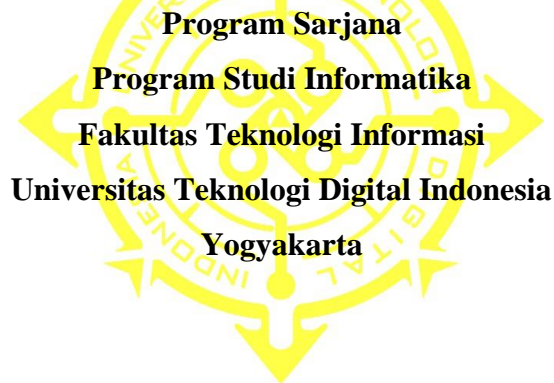 Program Sarjana
Program Studi Informatika
Fakultas Teknologi Informasi
Universitas Teknologi Digital Indonesia
Yogyakarta